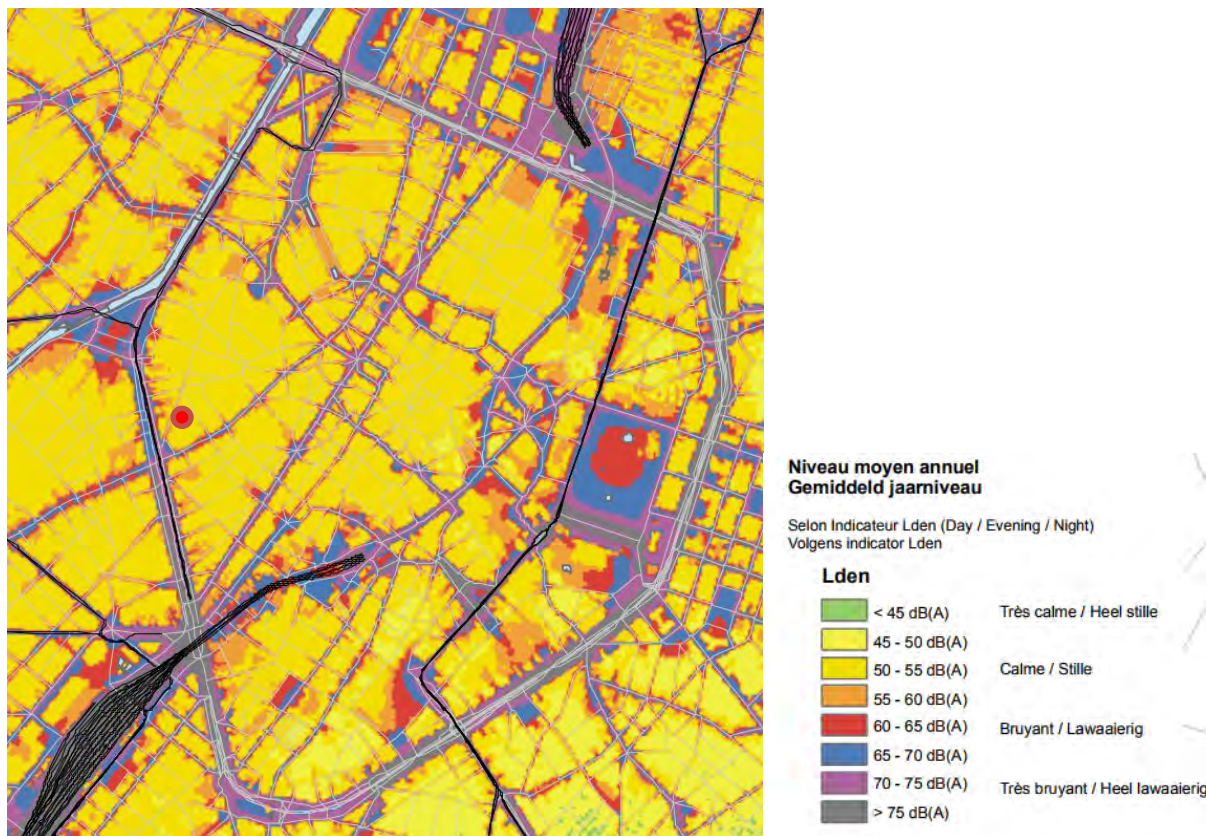 Niveau moyen annuel
Gemiddeld jaarniveau
Selon Indicateur Lden (Day / Evening / Night)
Volgens indicator Lden
Lden
< 45 dB(A) Très calme / Heel stille
45 - 50 dB(A)
50 - 55 dB(A) Calme / Stille
55 - 60 dB(A)
60 - 65 dB(A) Bruyant / Lawaaierig
65 - 70 dB(A)
70 - 75 dB(A) Très bruyant / Heel lawaaierig
> 75 dB(A)